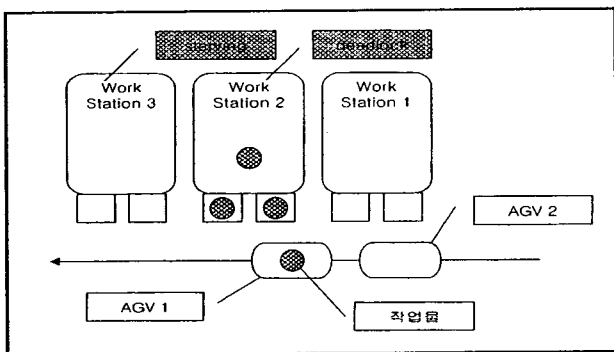 starving
deadlock
Work
Station 3
Work
Station 2
Work
Station 1
AGV 2
AGV 1
작업물